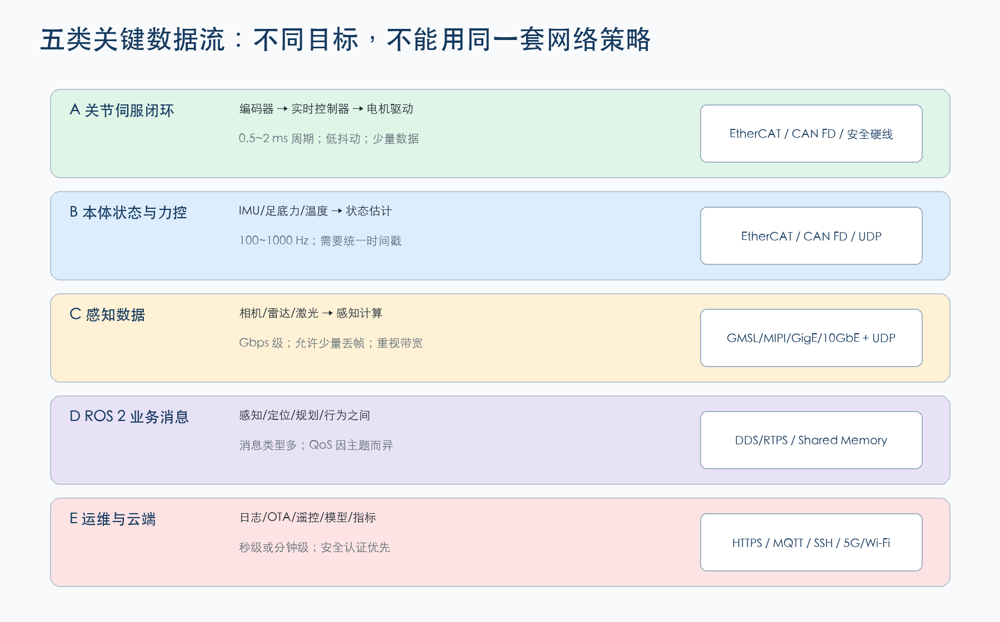 五类关键数据流：不同目标，不能用同一套网络策略
A 关节伺服闭环
编码器 → 实时控制器 → 电机驱动
0.5~2 ms 周期；低抖动；少量数据
EtherCAT / CAN FD / 安全硬线
B 本体状态与力控
IMU/足底力/温度 → 状态估计
100~1000 Hz；需要统一时间戳
EtherCAT / CAN FD / UDP
C 感知数据
相机/雷达/激光 → 感知计算
Gbps 级；允许少量丢帧；重视带宽
GMSL/MIPI/GigE/10GbE + UDP
D ROS 2 业务消息
感知/定位/规划/行为之间
消息类型多；QoS 因主题而异
DDS/RTPS / Shared Memory
E 运维与云端
日志/OTA/遥控/模型/指标
秒级或分钟级；安全认证优先
HTTPS / MQTT / SSH / 5G/Wi-Fi